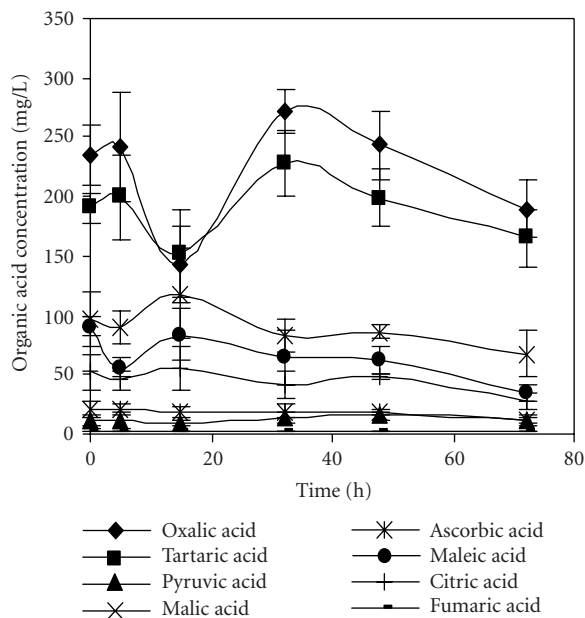 Organic acid concentration (mg/L)
350
300
250
200
150
100
50
0
0 20 40 60 80
Time (h)
Oxalic acid
Tartaric acid
Pyruvic acid
Malic acid
Ascorbic acid
Maleic acid
Citric acid
Fumaric acid